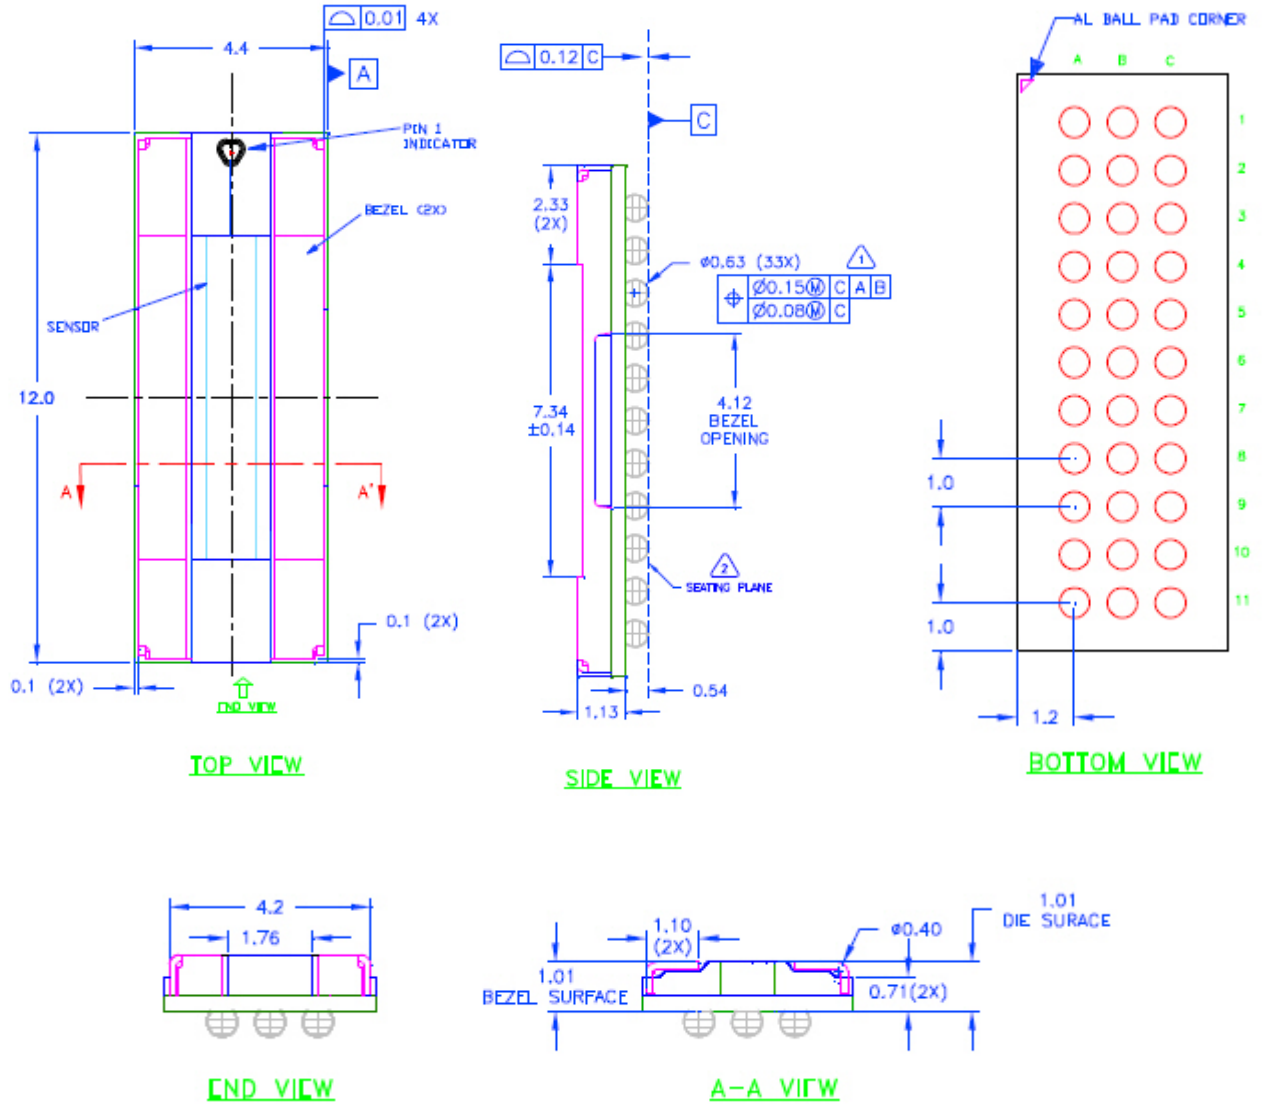 0.01 4X
4.4
A
PIN 1
INDICATOR
BEZEL (2X)
SENSOR
12.0
A A'
0.1 (2X)
0.1 (2X)
END VIEW
TOP VIEW
0.12 C
C
2.33
(2X)
Ø0.63 (33X)
1
Ø0.15Ⓜ C A B
Ø0.08Ⓜ C
7.34
±0.14
4.12
BEZEL
OPENING
2
SEATING PLANE
0.54
1.13
SIDE VIEW
AL BALL PAD CORNER
A B C
1
2
3
4
5
6
7
8
9
10
11
1.0
1.0
1.2
BOTTOM VIEW
4.2
1.76
END VIEW
1.10
(2X)
Ø0.40
1.01
DIE SURACE
1.01
BEZEL SURFACE
0.71(2X)
A-A VIEW